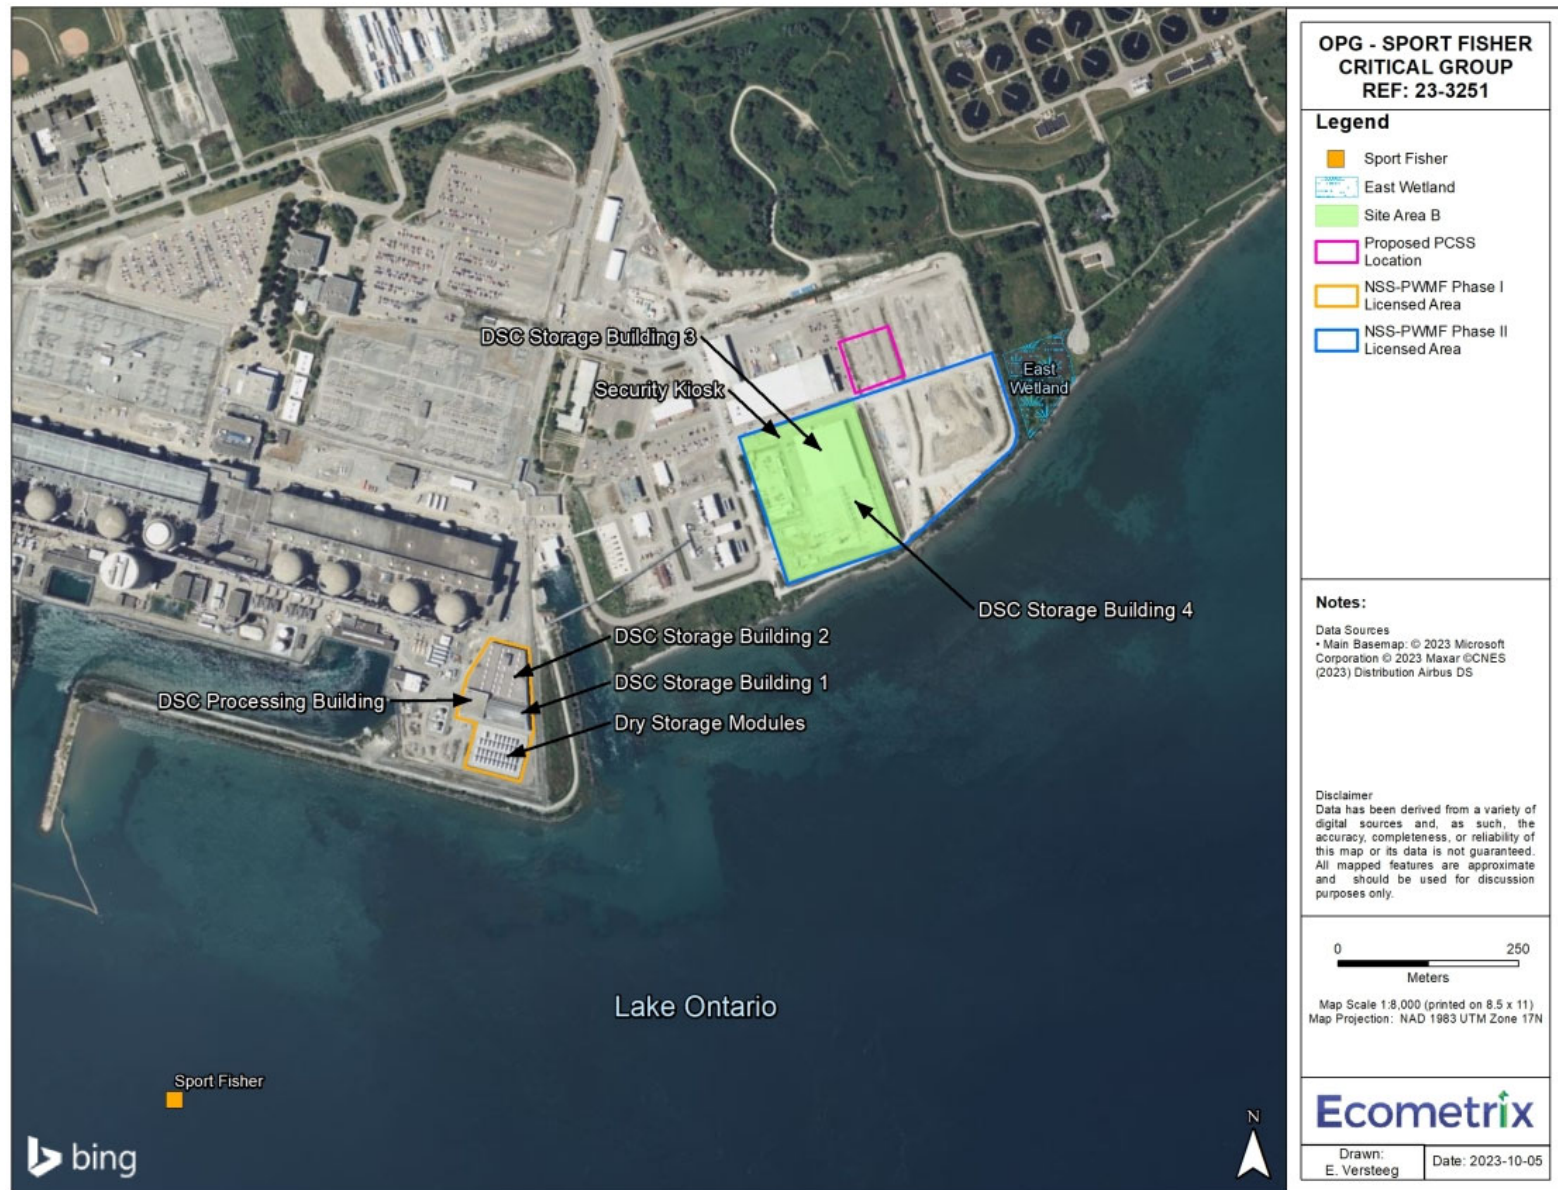 DSC Storage Building 3
Security Kiosk
East
Wetland
DSC Storage Building 4
DSC Storage Building 2
DSC Storage Building 1
DSC Processing Building
Dry Storage Modules
Lake Ontario
Sport Fisher
bing
N
OPG - SPORT FISHER
CRITICAL GROUP
REF: 23-3251
Legend
Sport Fisher
East Wetland
Site Area B
Proposed PCSS
Location
NSS-PWMF Phase I
Licensed Area
NSS-PWMF Phase II
Licensed Area
Notes:
Data Sources
• Main Basemap: © 2023 Microsoft
Corporation © 2023 Maxar ©CNES
(2023) Distribution Airbus DS
Disclaimer
Data has been derived from a variety of
digital sources and, as such, the
accuracy, completeness, or reliability of
this map or its data is not guaranteed.
All mapped features are approximate
and should be used for discussion
purposes only.
0 250
Meters
Map Scale 1:8,000 (printed on 8.5 x 11)
Map Projection: NAD 1983 UTM Zone 17N
Ecometrix
Drawn:
E. Versteeg
Date: 2023-10-05